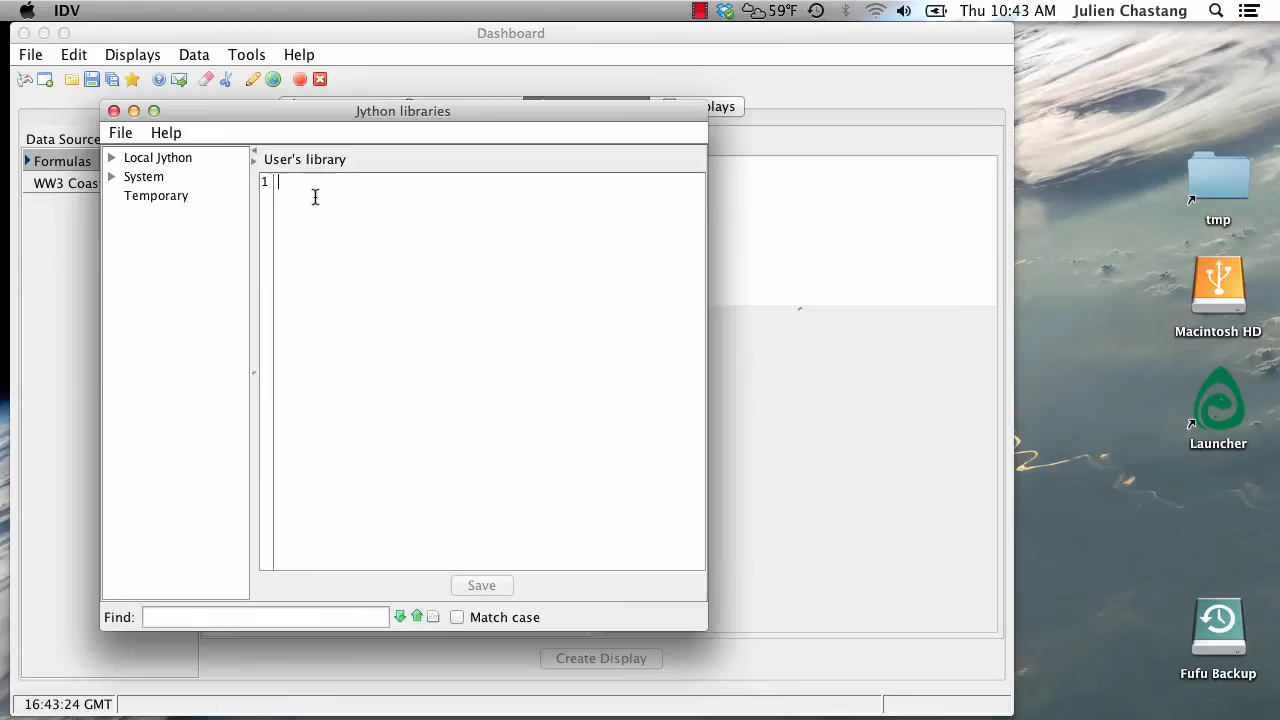 IDV
59°F
Thu 10:43 AM
Julien Chastang
Dashboard
File Edit Displays Data Tools Help
plays
Data Source
Formulas
WW3 Coas
Jython libraries
File Help
Local Jython
System
Temporary
User's library
1
Save
Find:
Match case
Create Display
16:43:24 GMT
tmp
Macintosh HD
Launcher
Fufu Backup